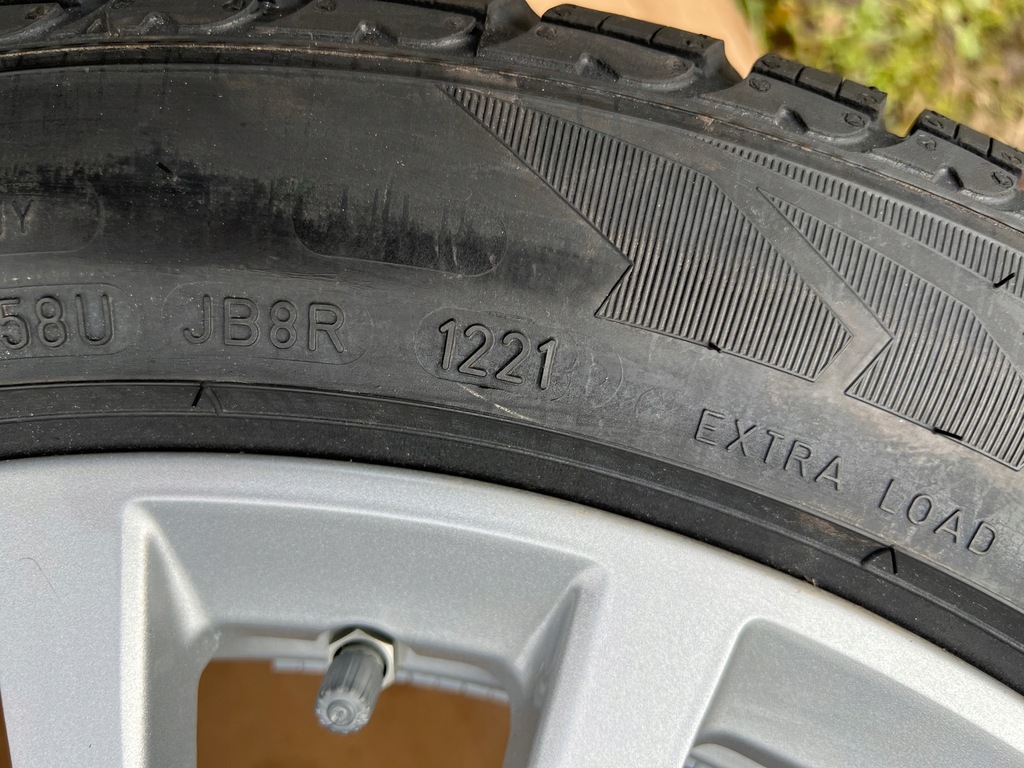 58U JB8R 1221
EXTRA LOAD